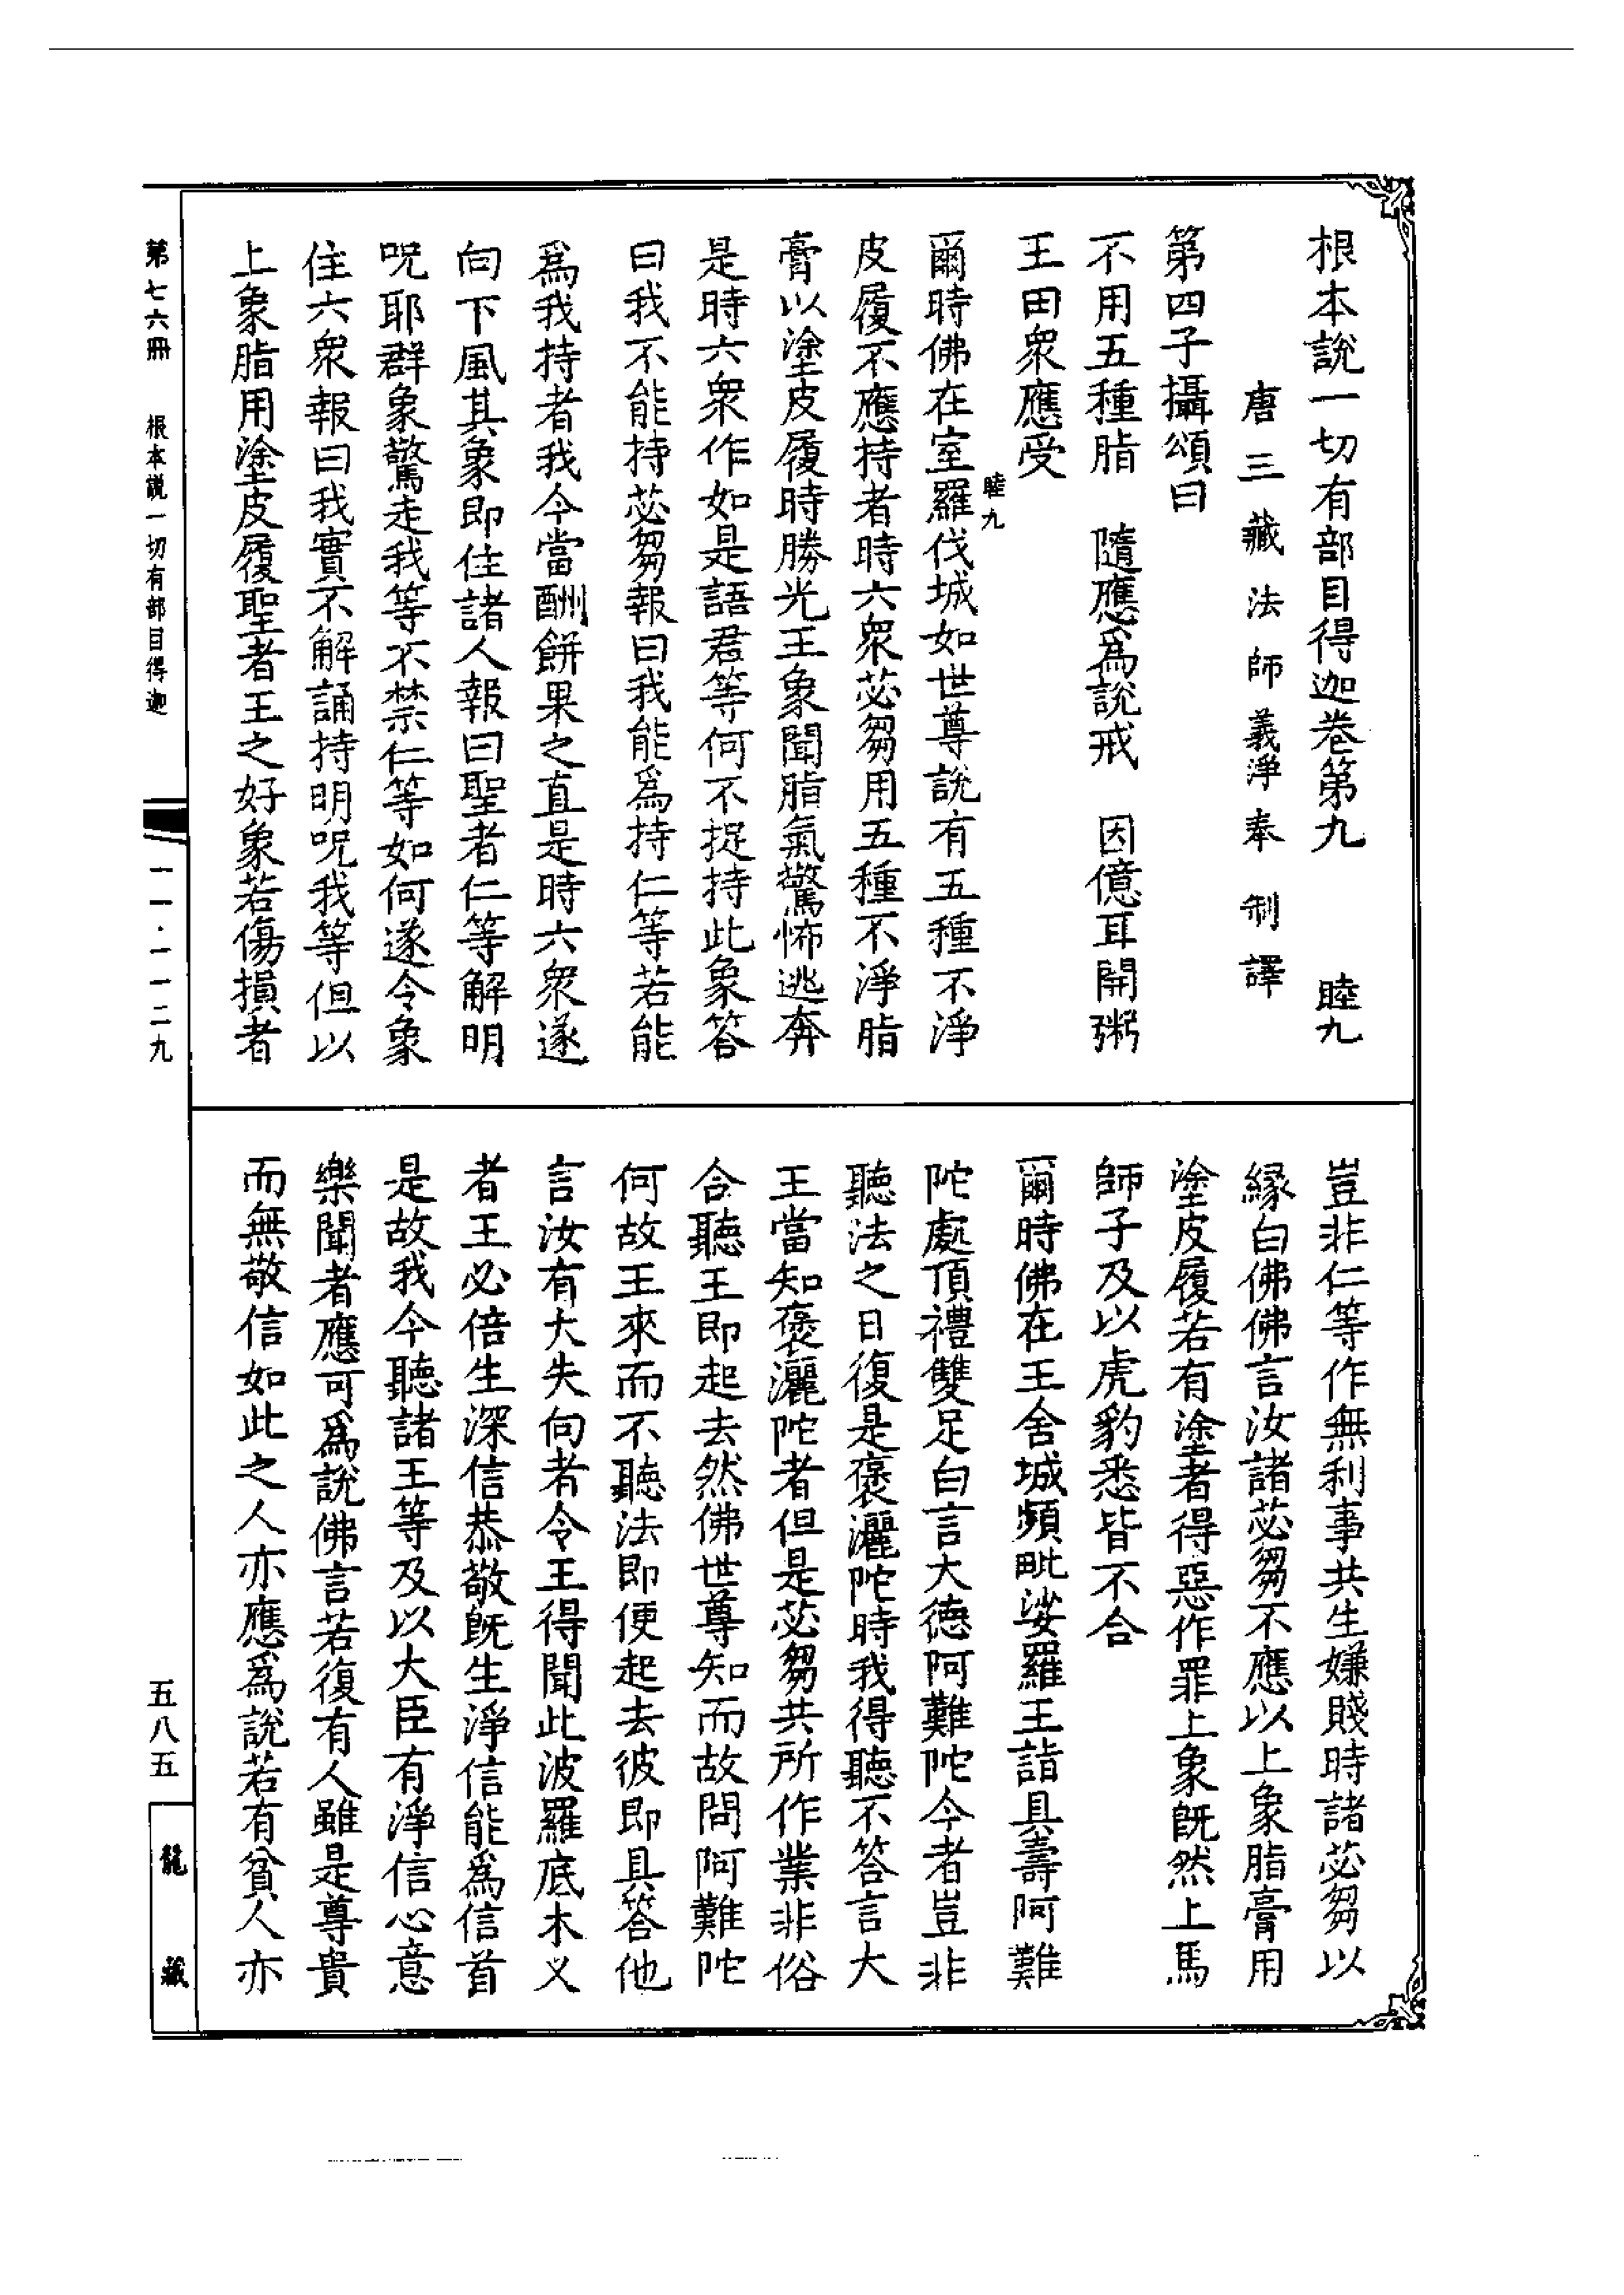 根本說一切有部目得迦卷第九　睦九
唐三藏法師義淨奉　制譯
第四子攝頌曰
不用五種脂　隨應爲說戒　因億耳開粥
王田衆應受
爾時佛在室羅伐城如世尊說有五種不淨
睦九
皮履不應持者時六衆苾芻用五種不淨脂
膏以塗皮履時勝光王象聞脂氣驚怖逃奔
是時六衆作如是語君等何不捉持此象答
曰我不能持苾芻報曰我能爲持仁等若能
爲我持者我今當酬餅果之直是時六衆遂
向下風其象即住諸人報曰聖者仁等解明
呪耶群象驚走我等不禁仁等如何遂令象
住六衆報曰我實不解誦持明呪我等但以
上象脂用塗皮履聖者王之好象若傷損者
豈非仁等作無利事共生嫌賤時諸苾芻以
緣白佛佛言汝諸苾芻不應以上象脂膏用
塗皮履若有塗者得惡作罪上象旣然上馬
師子及以虎豹悉皆不合
爾時佛在王舍城頻毗娑羅王詣具壽阿難
陀處頂禮雙足白言大德阿難陀今者豈非
聽法之日復是褒灑陀時我得聽不答言大
王當知褒灑陀者但是苾芻共所作業非俗
合聽王即起去然佛世尊知而故問阿難陀
何故王來而不聽法即便起去彼即具答他
言汝有大失向者令王得聞此波羅底木叉
者王必倍生深信恭敬旣生淨信能爲信首
是故我今聽諸王等及以大臣有淨信心意
樂聞者應可爲說佛言若復有人雖是尊貴
而無敬信如此之人亦應爲說若有貧人亦
第七六冊　根本說一切有部目得迦
一一·一一二九
五八五
龍藏